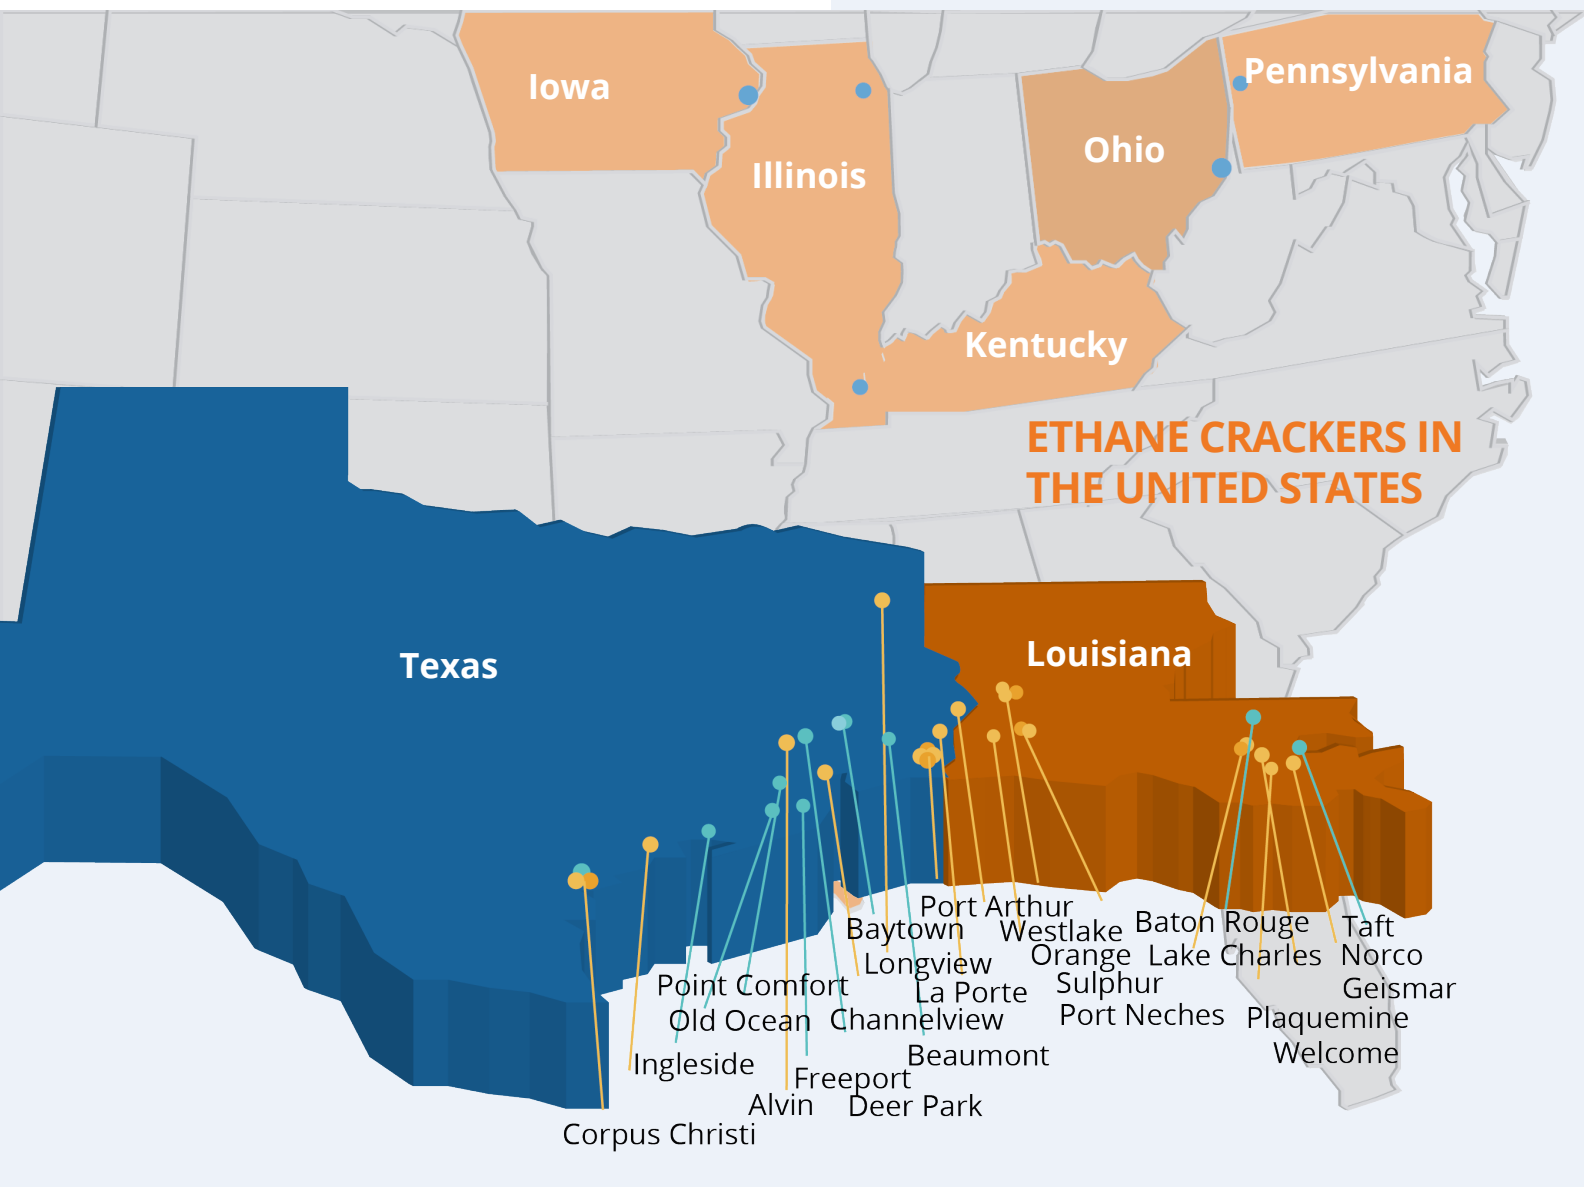 Pennsylvania
Iowa
Ohio
Illinois
Kentucky
ETHANE CRACKERS IN
THE UNITED STATES
Louisiana
Texas
Port Arthur
Baton Rouge
Taft
Baytown
Westlake
Orange
Lake Charles
Norco
Longview
Point Comfort
Sulphur
Geismar
La Porte
Old Ocean
Channelview
Port Neches
Plaquemine
Beaumont
Welcome
Ingleside
Freeport
Alvin
Deer Park
Corpus Christi